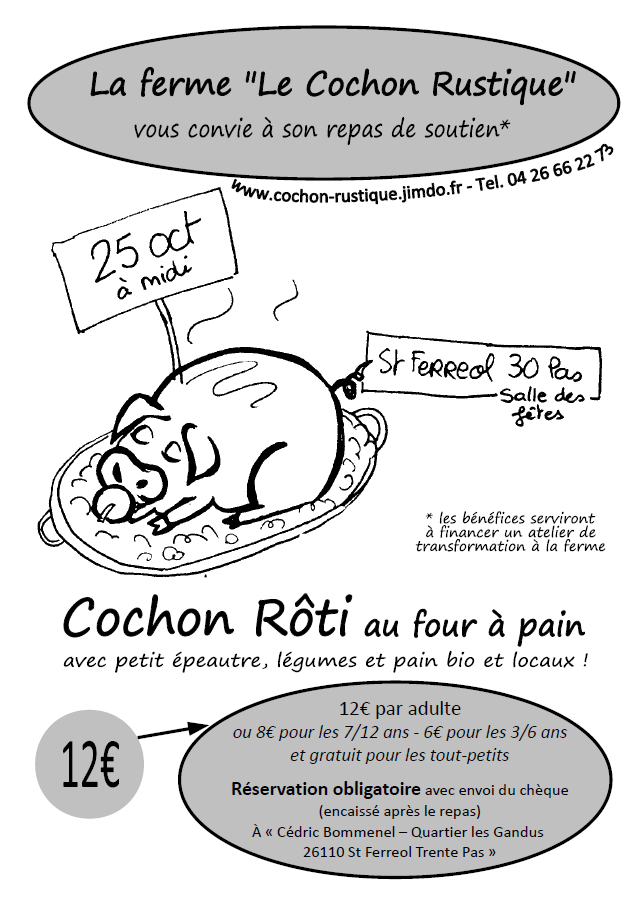 La ferme "Le Cochon Rustique"
vous convie à son repas de soutien*
www.cochon-rustique.jimdo.fr - Tel. 04 26 66 22 73
25 oct
à midi
St FERReol 30 Pas
Salle des
fêtes
* les bénéfices serviront
à financer un atelier de
transformation à la ferme
Cochon Rôti au four à pain
avec petit épeautre, légumes et pain bio et locaux !
12€
12€ par adulte
ou 8€ pour les 7/12 ans - 6€ pour les 3/6 ans
et gratuit pour les tout-petits
Réservation obligatoire avec envoi du chèque
(encaissé après le repas)
À « Cédric Bommenel – Quartier les Gandus
26110 St Ferreol Trente Pas »